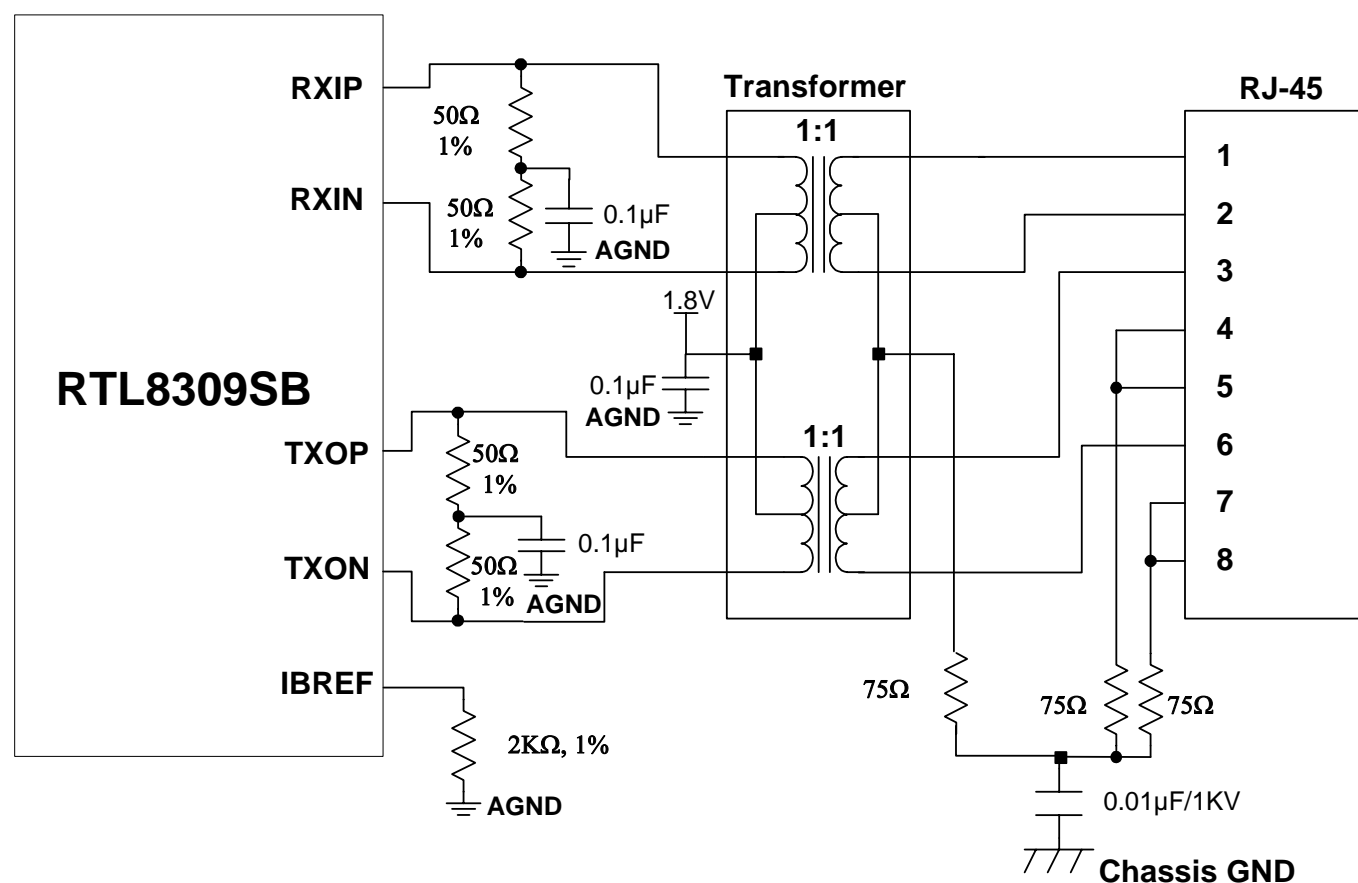 Transformer
RJ-45
RXIP
50Ω
1%
1:1
1
RXIN
50Ω
1%
0.1µF
AGND
2
3
1.8V
4
RTL8309SB
0.1µF
AGND
5
TXOP
50Ω
1%
1:1
6
7
TXON
50Ω
1%
0.1µF
AGND
8
IBREF
75Ω
75Ω
75Ω
2KΩ, 1%
AGND
0.01µF/1KV
Chassis GND